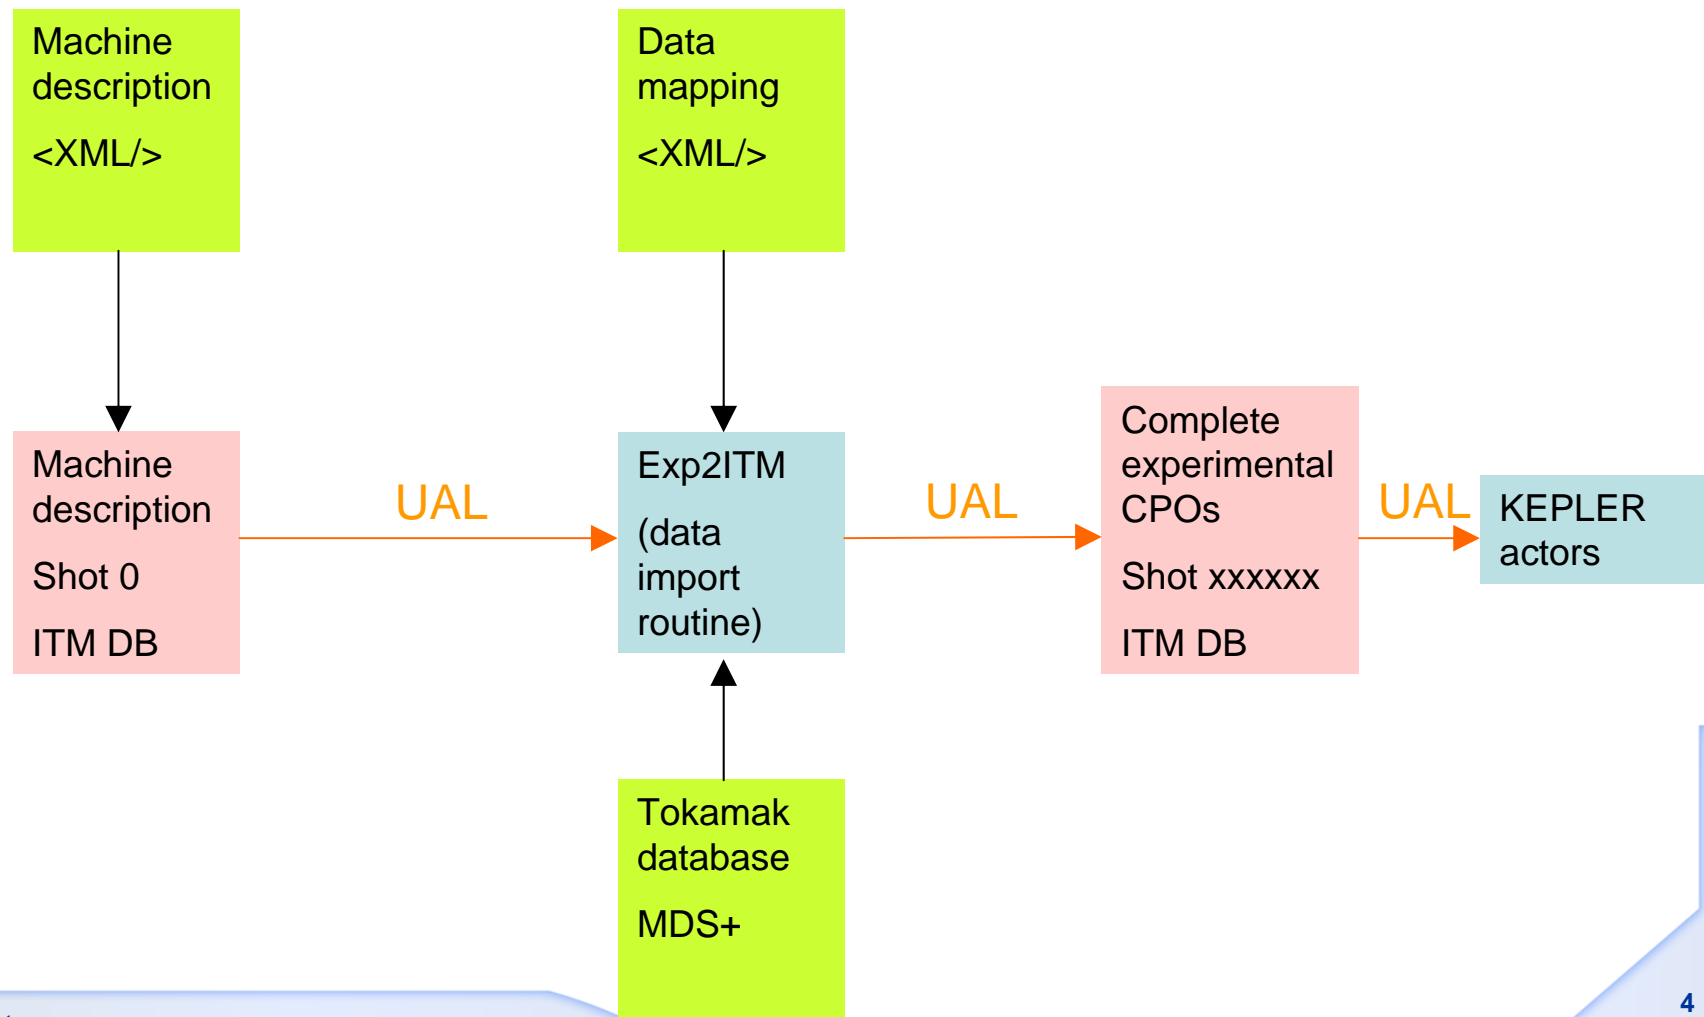 Machine
description
<XML/>
Data
mapping
<XML/>
Machine
description
Shot 0
ITM DB
UAL
Exp2ITM
(data
import
routine)
UAL
Complete
experimental
CPOs
Shot xxxxxx
ITM DB
UAL
KEPLER
actors
Tokamak
database
MDS+
4